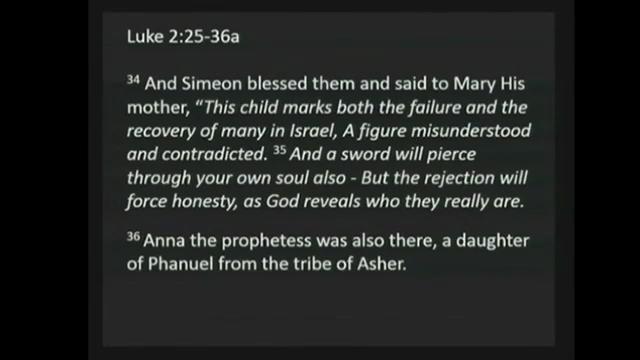 Luke 2:25-36a
34 And Simeon blessed them and said to Mary His
mother, “This child marks both the failure and the
recovery of many in Israel, A figure misunderstood
and contradicted. 35 And a sword will pierce
through your own soul also - But the rejection will
force honesty, as God reveals who they really are.
36 Anna the prophetess was also there, a daughter
of Phanuel from the tribe of Asher.